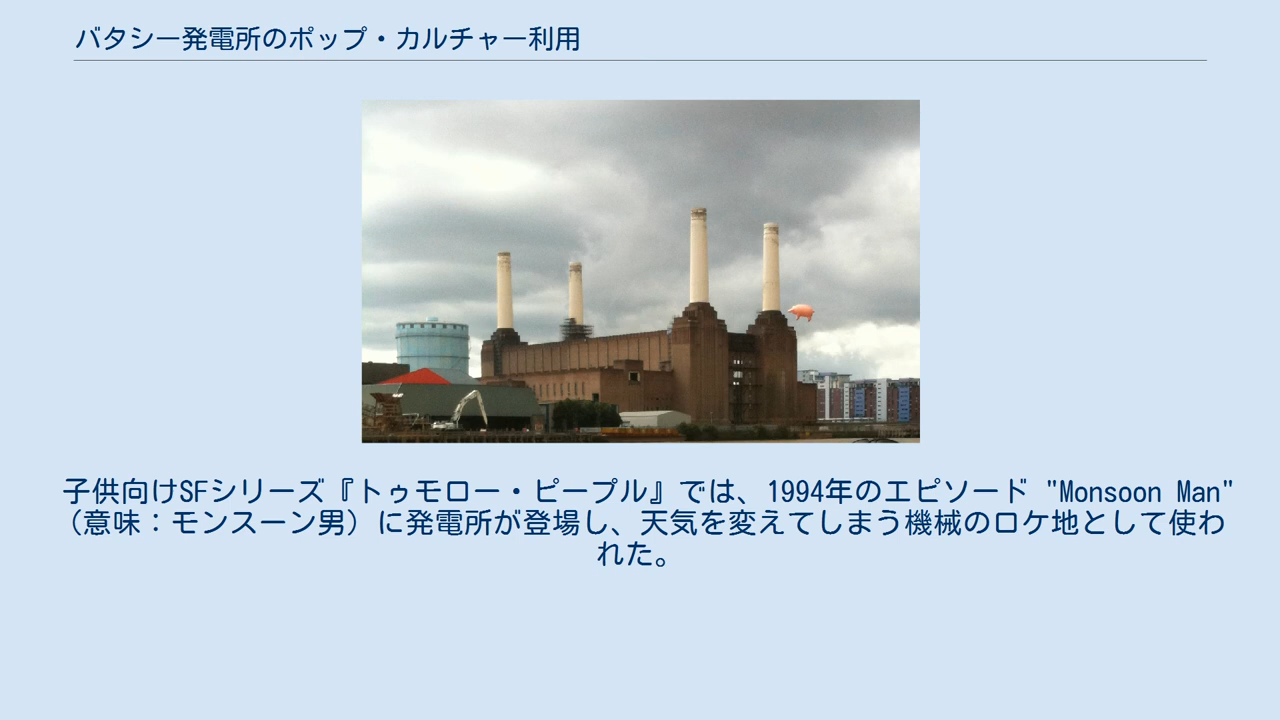 バタシー発電所のポップ・カルチャー利用
子供向けSFシリーズ『トゥモロー・ピープル』では、1994年のエピソード "Monsoon Man"
（意味：モンスーン男）に発電所が登場し、天気を変えてしまう機械のロケ地として使わ
れた。